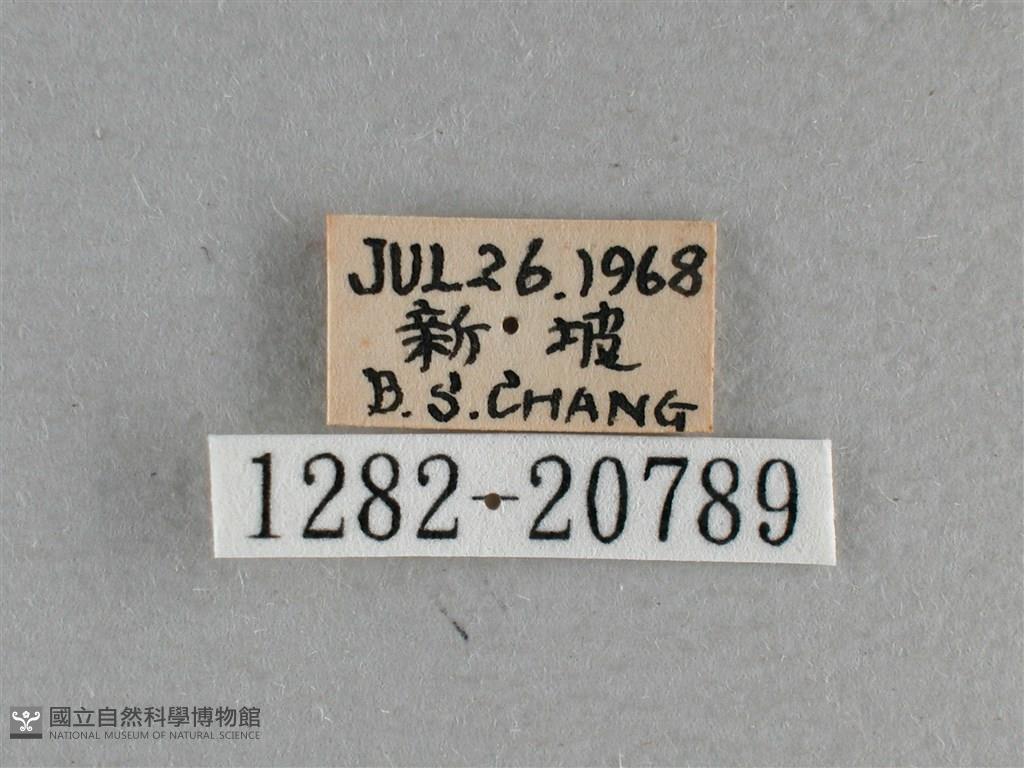 JUL 26. 1968
新坡
B. S. CHANG
1282-20789
國立自然科學博物館
NATIONAL MUSEUM OF NATURAL SCIENCE